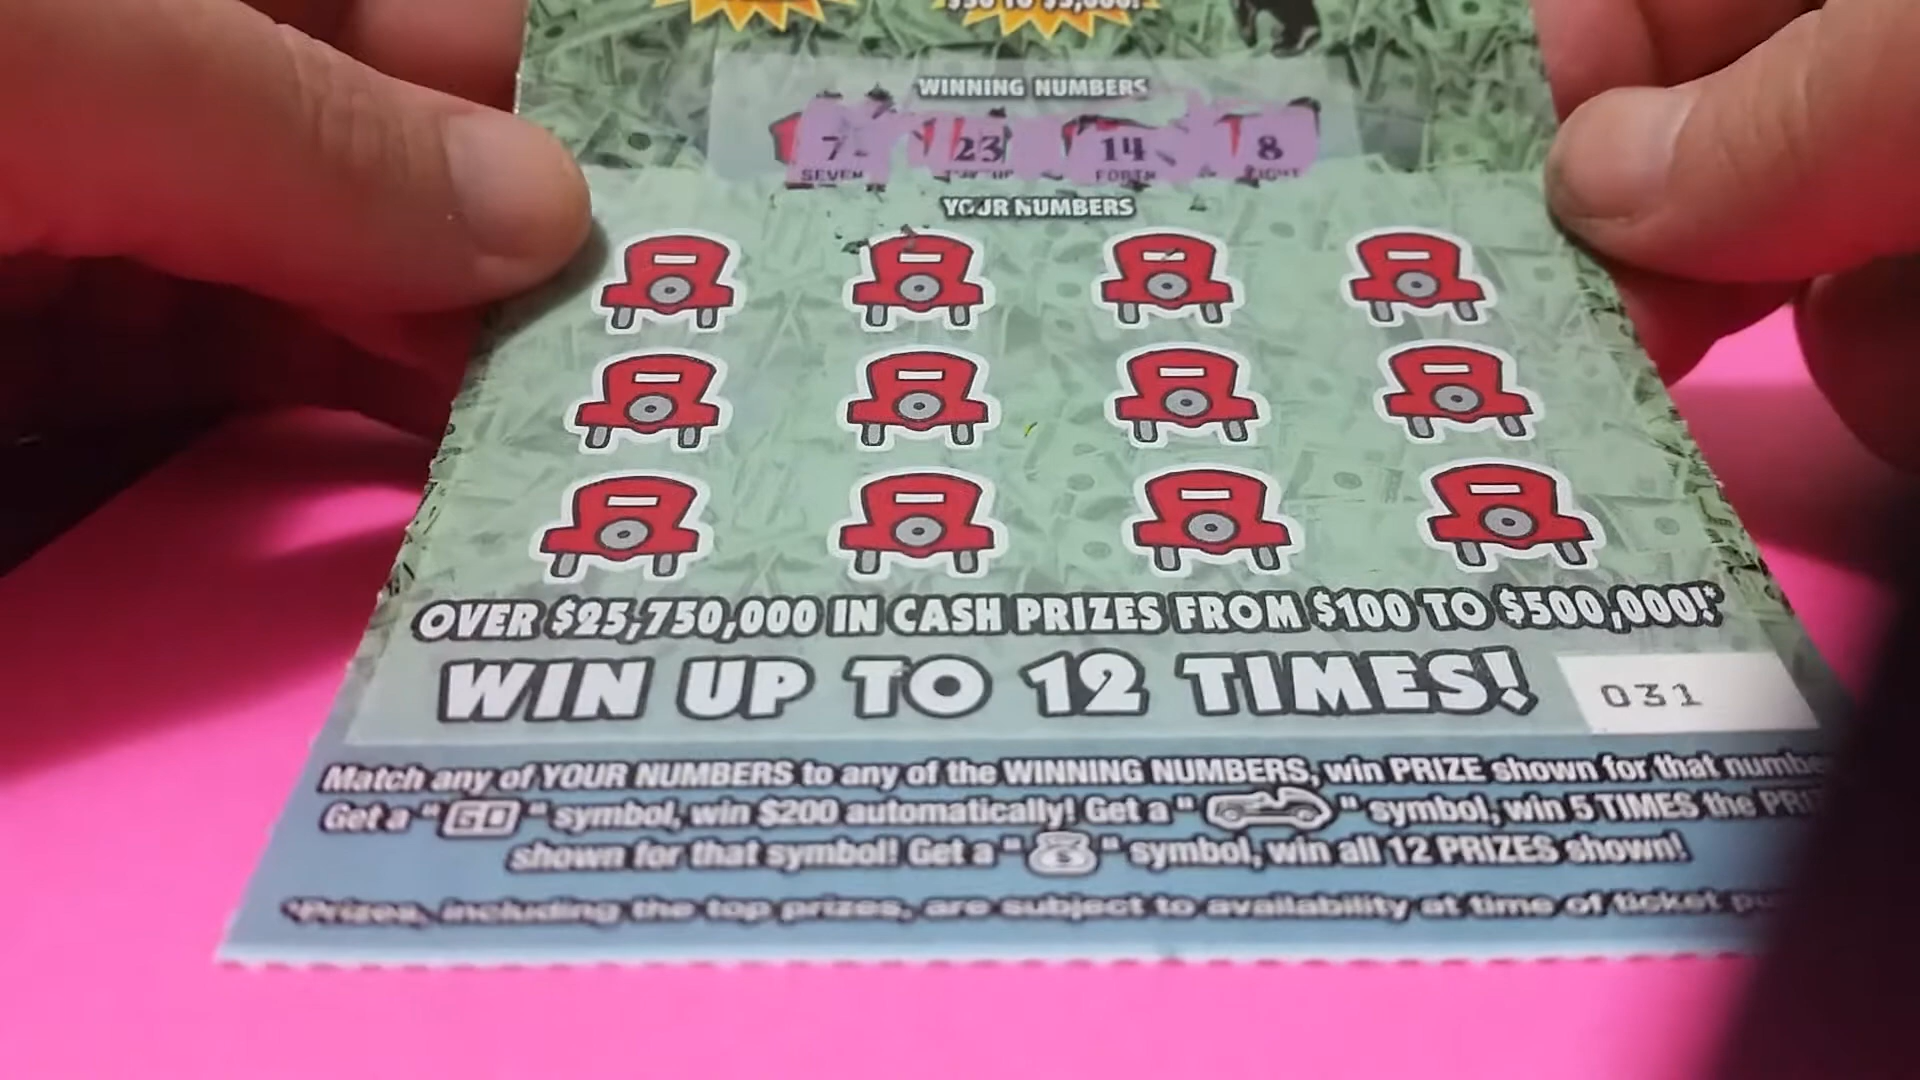 $50 TO $5,000!
WINNING NUMBERS
7 23 14 8
SEVEN FORTN
YOUR NUMBERS
OVER $25,750,000 IN CASH PRIZES FROM $100 TO $500,000!*
WIN UP TO 12 TIMES!
031
Match any of YOUR NUMBERS to any of the WINNING NUMBERS, win PRIZE shown for that
Get a "GO" symbol, win $200 automatically! Get a " " symbol, win 5 TIMES the
shown for that symbol! Get a "$" symbol, win all 12 PRIZES shown!
*Prizes, including the top prizes, are subject to availability at time of ticket